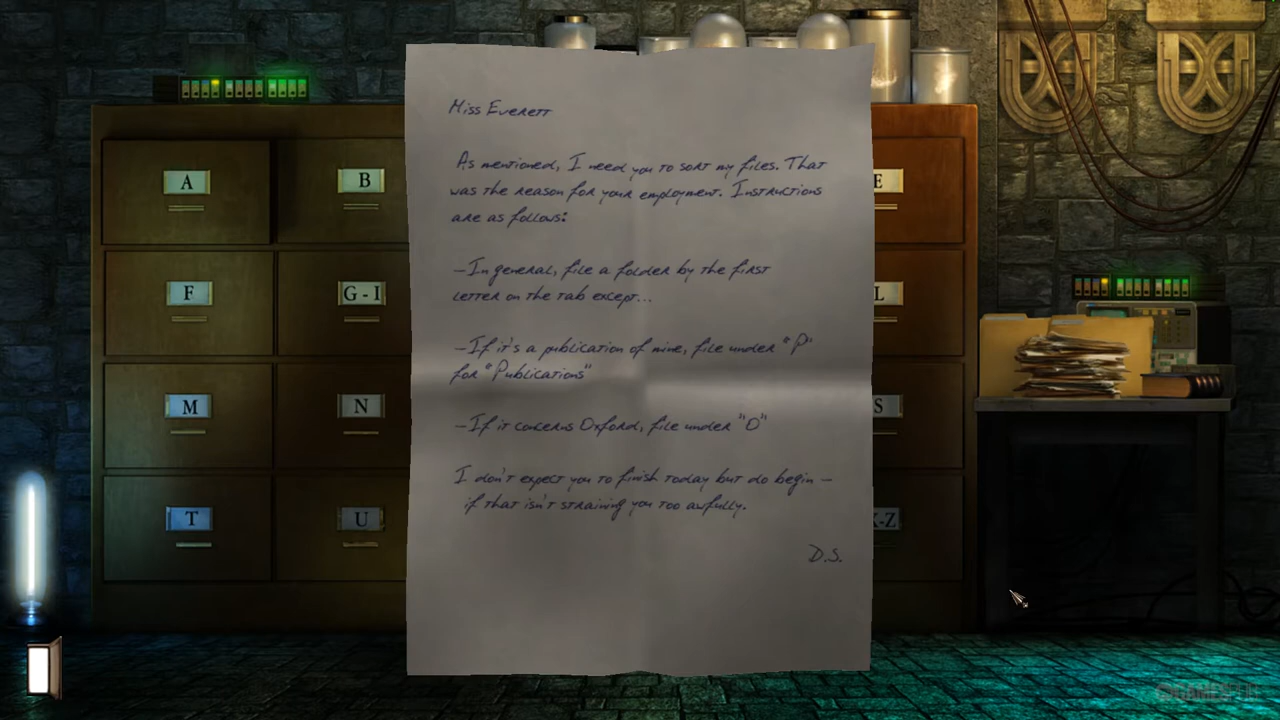 Miss Everett
As mentioned, I need you to sort my files. That
was the reason for your employment. Instructions
are as follows:
-In general, file a folder by the first
letter on the tab except...
-If it's a publication of mine, file under "P"
for "Publications"
-If it concerns Oxford, file under "O"
I don't expect you to finish today but do begin -
if that isn't straining you too awfully.
D.S.
A
B
E
F
G-I
L
M
N
S
T
U
X-Z